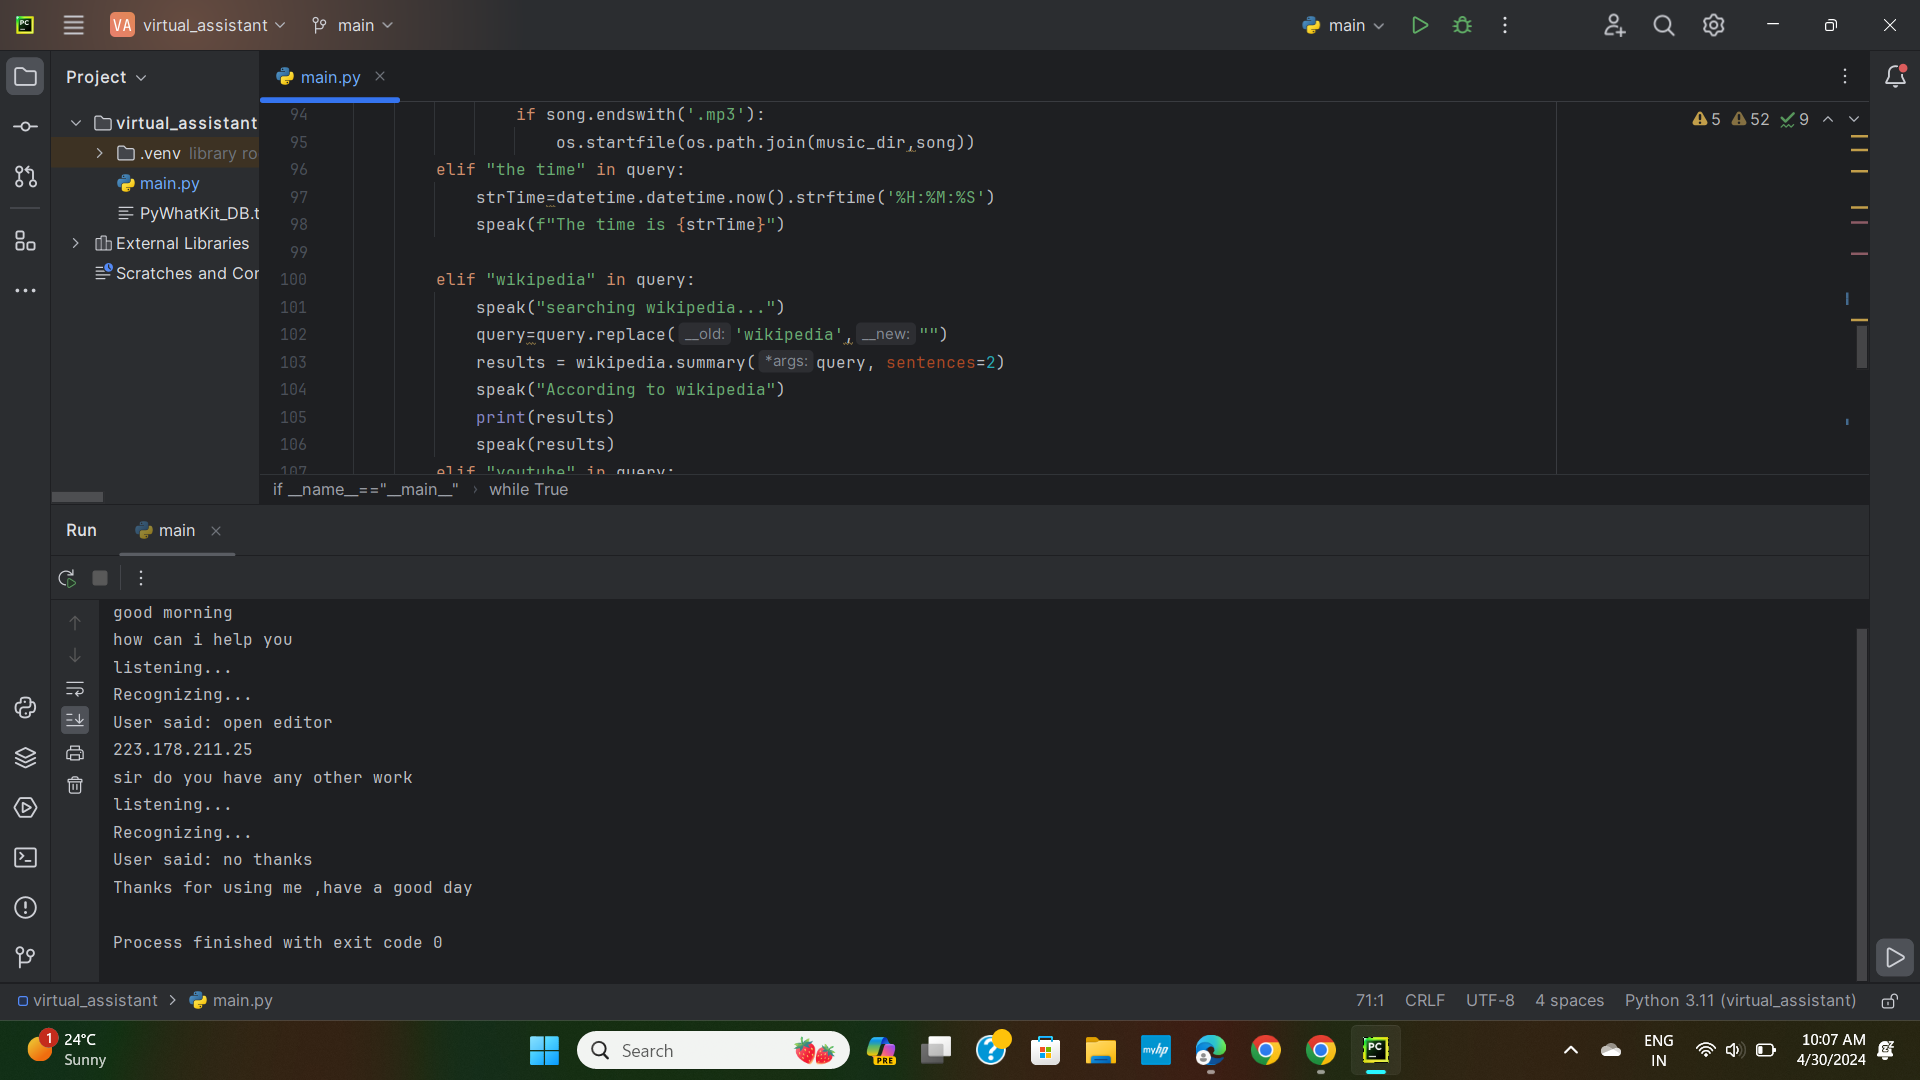 PC
VA virtual_assistant
main
main
Project
main.py
virtual_assistant
.venv library ro
main.py
PyWhatKit_DB.t
External Libraries
Scratches and Cor
5 52 9
94 if song.endswith('.mp3'):
95 os.startfile(os.path.join(music_dir,song))
96 elif "the time" in query:
97 strTime=datetime.datetime.now().strftime('%H:%M:%S')
98 speak(f"The time is {strTime}")
99
100 elif "wikipedia" in query:
101 speak("searching wikipedia...")
102 query=query.replace( __old: 'wikipedia', __new: "")
103 results = wikipedia.summary( *args: query, sentences=2)
104 speak("According to wikipedia")
105 print(results)
106 speak(results)
107 elif "youtube" in query:
if __name__=="__main__" › while True
Run
main
good morning
how can i help you
listening...
Recognizing...
User said: open editor
223.178.211.25
sir do you have any other work
listening...
Recognizing...
User said: no thanks
Thanks for using me ,have a good day
Process finished with exit code 0
virtual_assistant > main.py
71:1 CRLF UTF-8 4 spaces Python 3.11 (virtual_assistant)
1
24°C
Sunny
Search
PRE
myhp
PC
ENG
IN
10:07 AM
4/30/2024